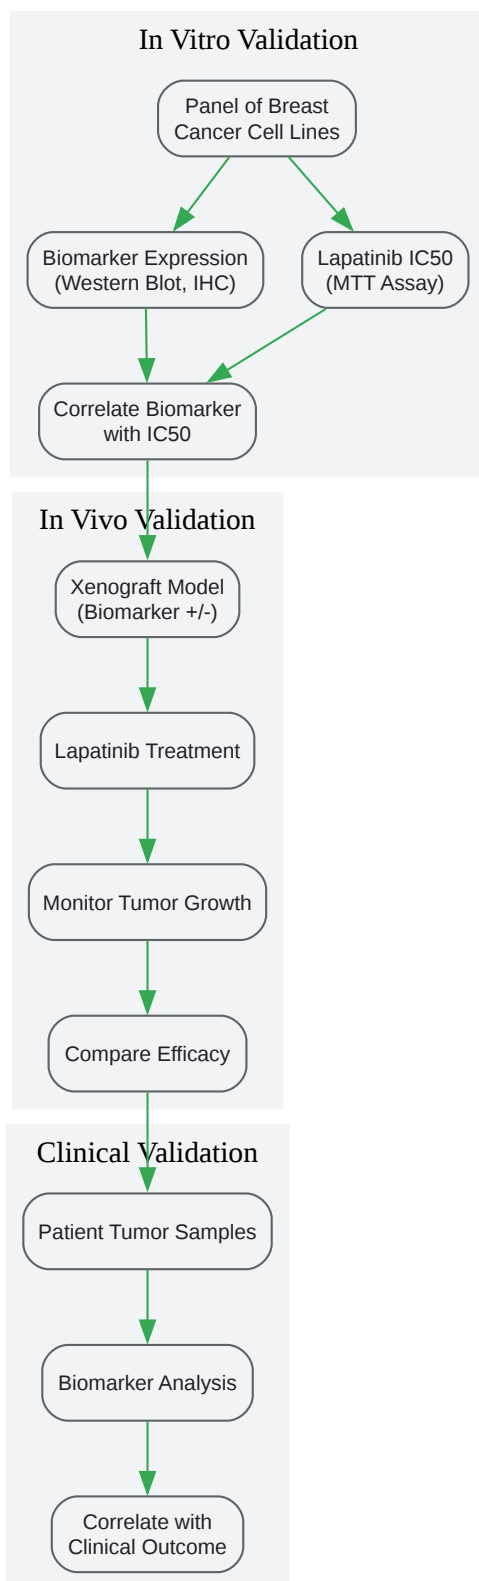 In Vitro Validation
Panel of Breast
Cancer Cell Lines
Biomarker Expression
(Western Blot, IHC)
Lapatinib IC50
(MTT Assay)
Correlate Biomarker
with IC50
In Vivo Validation
Xenograft Model
(Biomarker +/-)
Lapatinib Treatment
Monitor Tumor Growth
Compare Efficacy
Clinical Validation
Patient Tumor Samples
Biomarker Analysis
Correlate with
Clinical Outcome